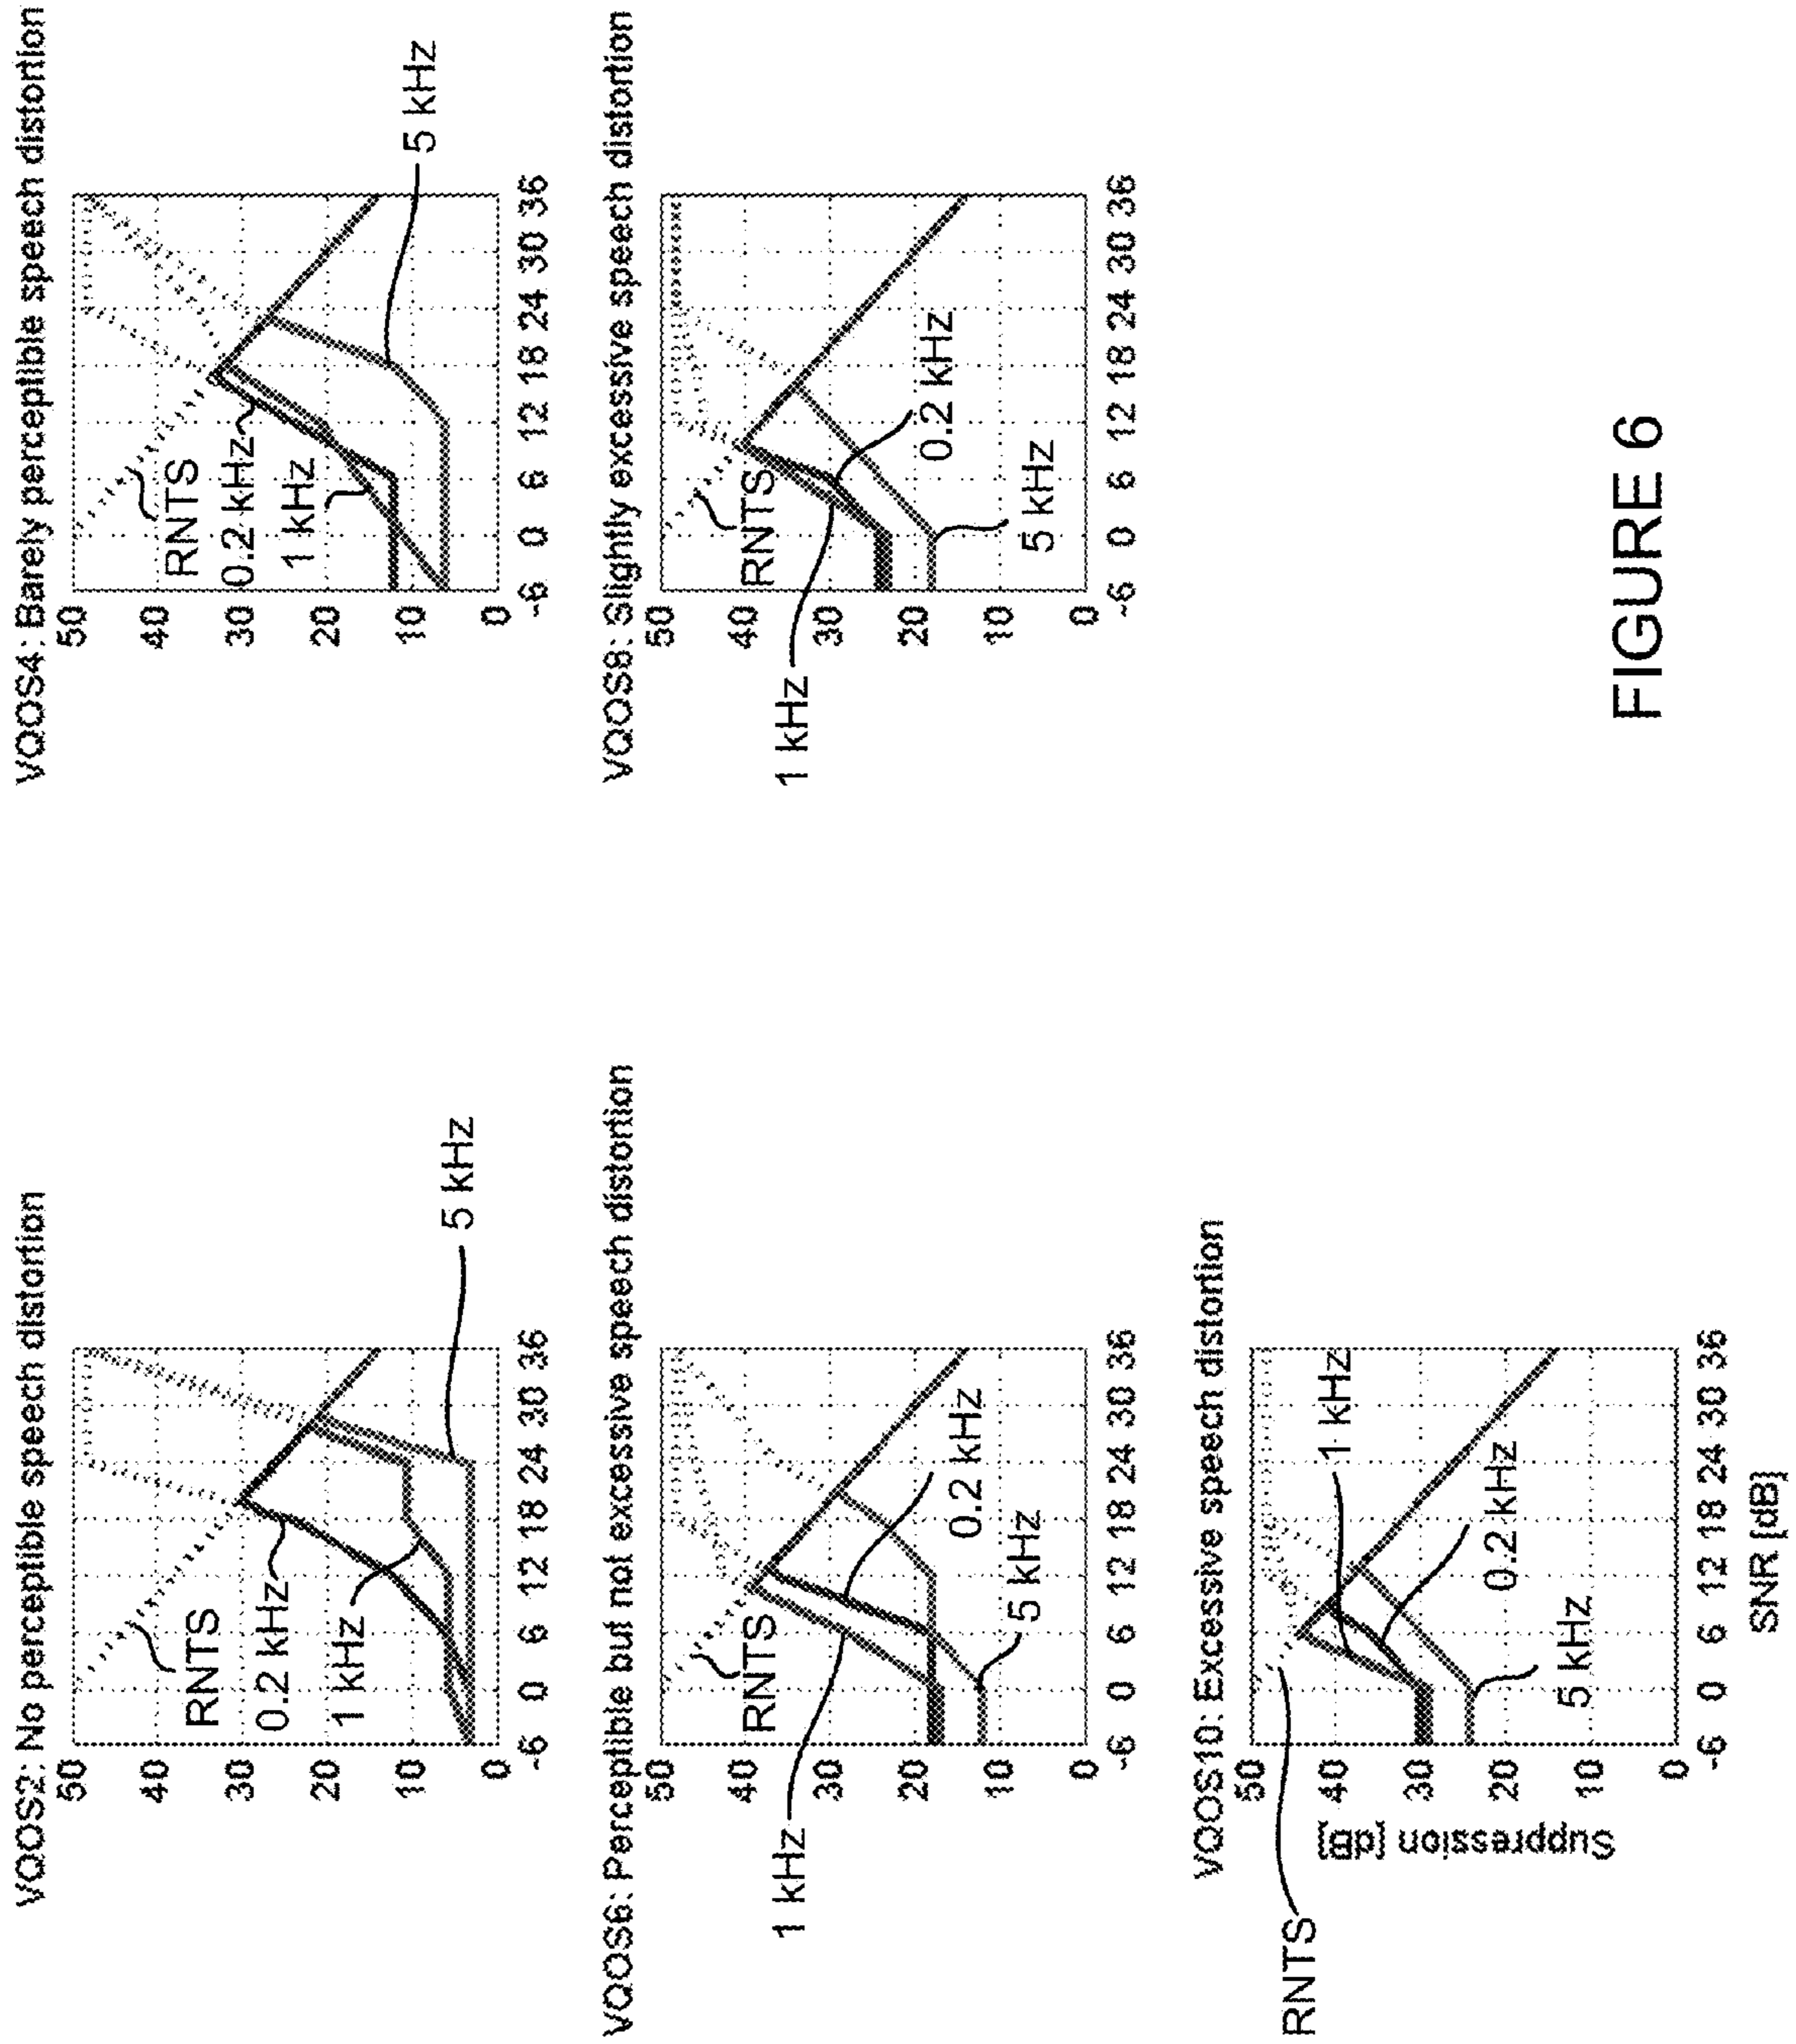 VQOS2: No perceptible speech distortion
50
40
30
20
10
0
-6 0 6 12 18 24 30 36
RNTS
0.2 kHz
1 kHz
5 kHz
VQOS4: Barely perceptible speech distortion
50
40
30
20
10
0
-6 0 6 12 18 24 30 36
RNTS
0.2 kHz
1 kHz
5 kHz
VQOS6: Perceptible but not excessive speech distortion
50
40
30
20
10
0
-6 0 6 12 18 24 30 36
RNTS
1 kHz
0.2 kHz
5 kHz
VQOS8: Slightly excessive speech distortion
50
40
30
20
10
0
-6 0 6 12 18 24 30 36
RNTS
1 kHz
0.2 kHz
5 kHz
VQOS10: Excessive speech distortion
50
40
30
20
10
0
-6 0 6 12 18 24 30 36
Suppression [dB]
SNR [dB]
RNTS
1 kHz
0.2 kHz
5 kHz
FIGURE 6